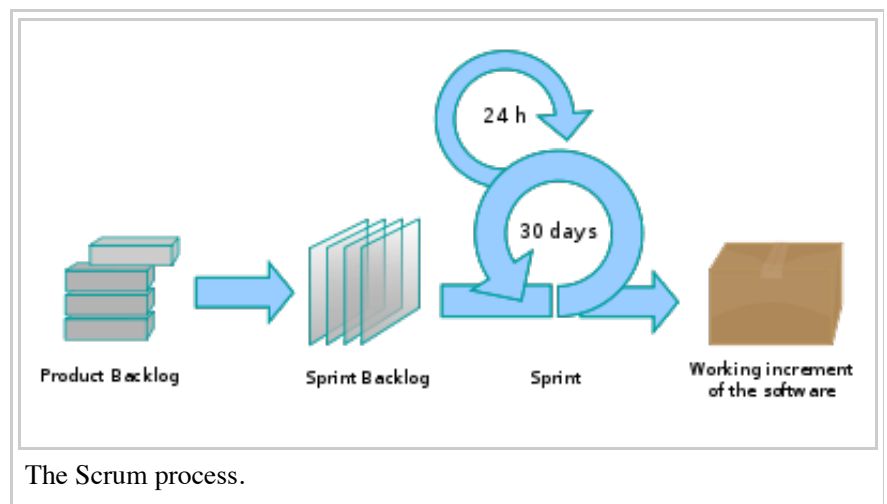 24 h
30 days
Product Backlog
Sprint Backlog
Sprint
Working increment
of the software
The Scrum process.